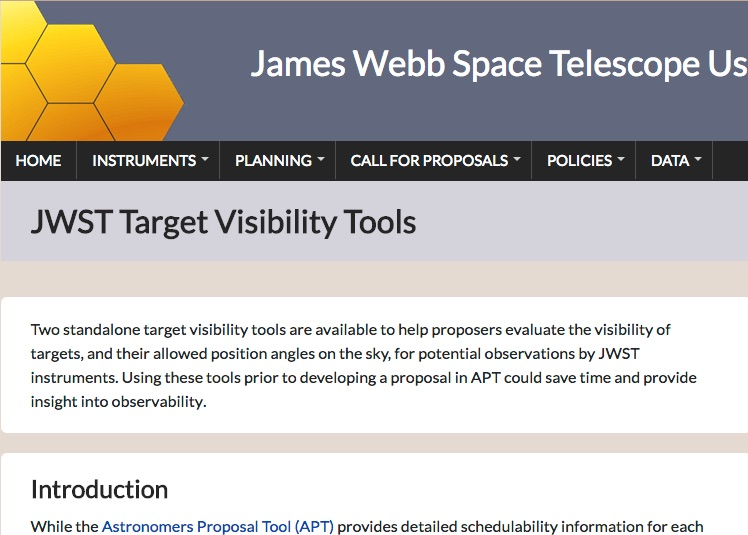 James Webb Space Telescope Us
HOME INSTRUMENTS PLANNING CALL FOR PROPOSALS POLICIES DATA
JWST Target Visibility Tools
Two standalone target visibility tools are available to help proposers evaluate the visibility of
targets, and their allowed position angles on the sky, for potential observations by JWST
instruments. Using these tools prior to developing a proposal in APT could save time and provide
insight into observability.
Introduction
While the Astronomers Proposal Tool (APT) provides detailed schedulability information for each